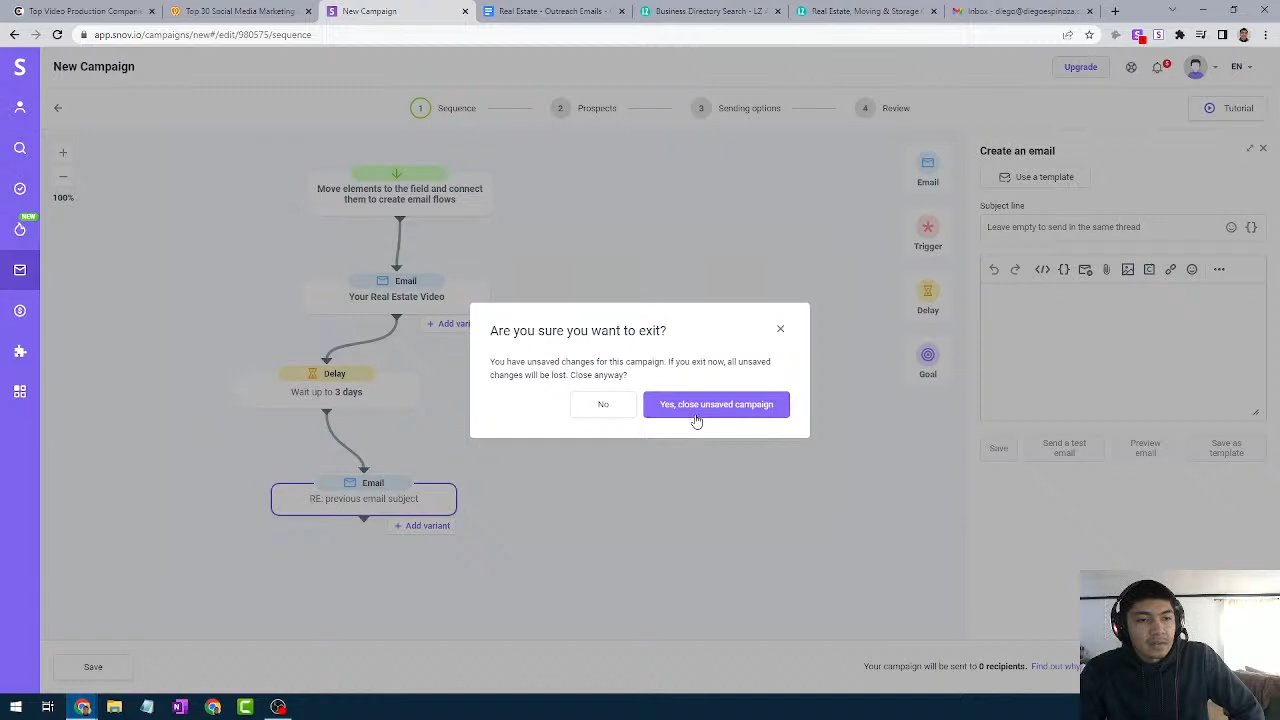 Top Video Production Compani
Top 30 Social Media Marketing
New Campaign
Real Estate - Outreach Emails -
Business Directory Search - LZ
Real Estate, Moving & Storage
Inbox - diego@diegoespinoza.
app.snov.io/campaigns/new#/edit/980575/sequence
S
New Campaign
Upgrade
5
EN
1 Sequence
2 Prospects
3 Sending options
4 Review
Tutorial
100%
NEW
Move elements to the field and connect
them to create email flows
Email
Your Real Estate Video
+ Add vari
Delay
Wait up to 3 days
Email
RE: previous email subject
+ Add variant
Email
Trigger
Delay
Goal
Create an email
Use a template
Subject line
Leave empty to send in the same thread
Save
Send a test
email
Preview
email
Save as
template
Are you sure you want to exit?
You have unsaved changes for this campaign. If you exit now, all unsaved
changes will be lost. Close anyway?
No
Yes, close unsaved campaign
Save
Your campaign will be sent to 0 recipients. Find out why